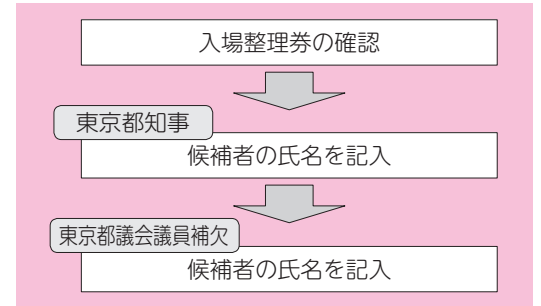 入場整理券の確認
東京都知事
候補者の氏名を記入
東京都議会議員補欠
候補者の氏名を記入